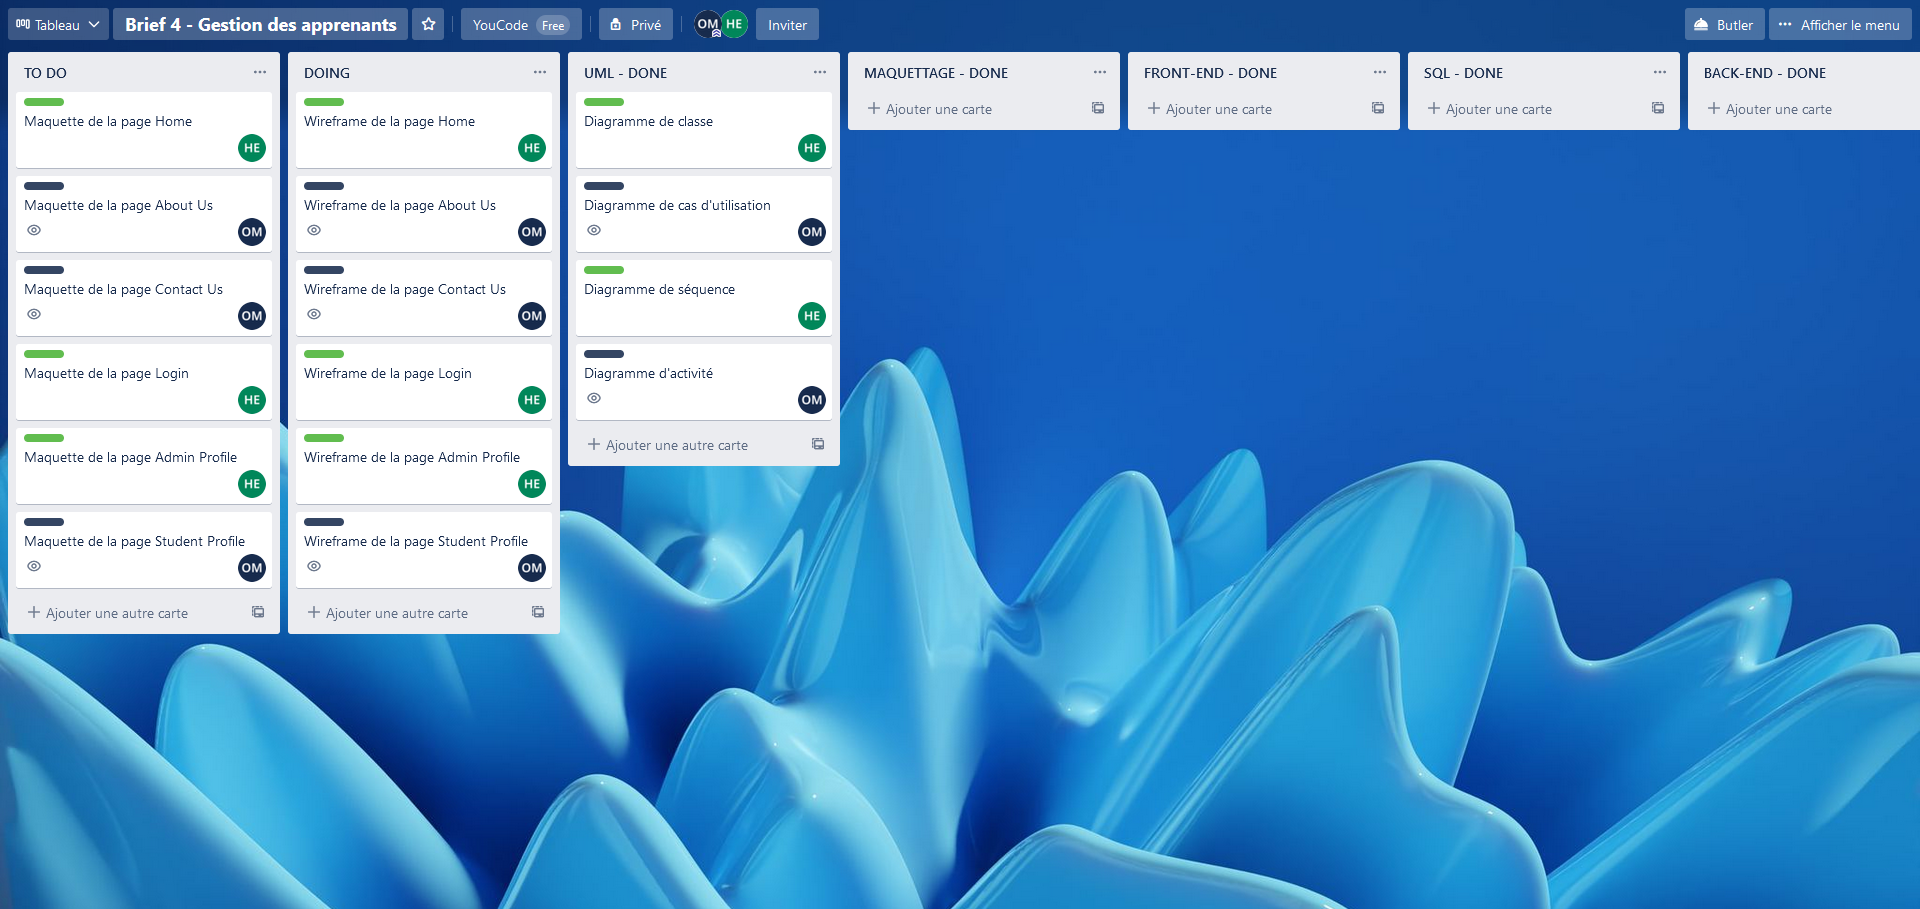 Tableau
Brief 4 - Gestion des apprenants
YouCode Free
Privé
OM HE
Inviter
Butler
Afficher le menu
TO DO
Maquette de la page Home
HE
Maquette de la page About Us
OM
Maquette de la page Contact Us
OM
Maquette de la page Login
HE
Maquette de la page Admin Profile
HE
Maquette de la page Student Profile
OM
Ajouter une autre carte
DOING
Wireframe de la page Home
HE
Wireframe de la page About Us
OM
Wireframe de la page Contact Us
OM
Wireframe de la page Login
HE
Wireframe de la page Admin Profile
HE
Wireframe de la page Student Profile
OM
Ajouter une autre carte
UML - DONE
Diagramme de classe
HE
Diagramme de cas d'utilisation
OM
Diagramme de séquence
HE
Diagramme d'activité
OM
Ajouter une autre carte
MAQUETTAGE - DONE
Ajouter une carte
FRONT-END - DONE
Ajouter une carte
SQL - DONE
Ajouter une carte
BACK-END - DONE
Ajouter une carte